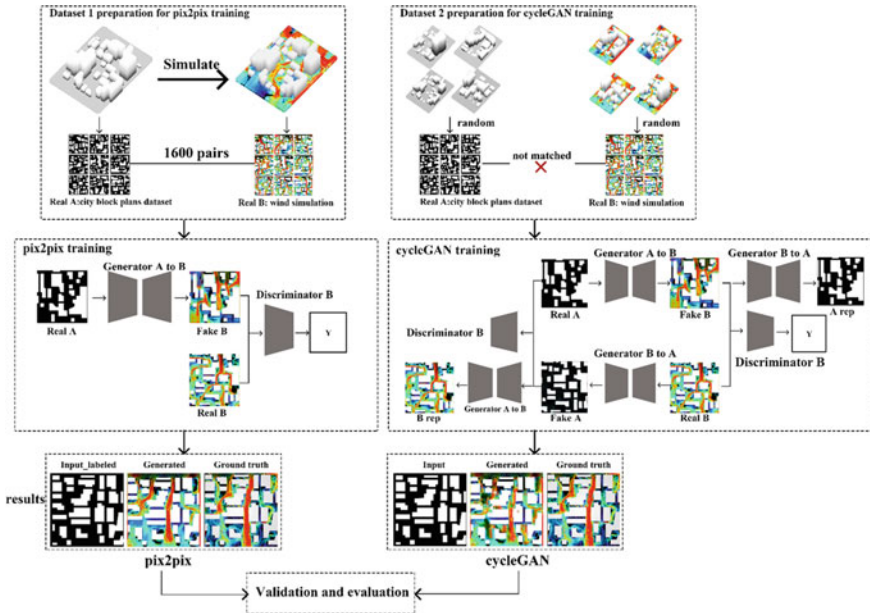 Dataset 1 preparation for pix2pix training
Simulate
1600 pairs
Real A:city block plans dataset
Real B: wind simulation
Dataset 2 preparation for cycleGAN training
random
random
not matched
Real A:city block plans dataset
Real B: wind simulation
pix2pix training
Generator A to B
Real A
Fake B
Discriminator B
Y
Real B
cycleGAN training
Generator A to B
Generator B to A
Real A
Fake B
A rep
Discriminator B
Y
Discriminator B
Generator B to A
B rep
Generator A to B
Fake A
Real B
results
Input_labeled
Generated
Ground truth
pix2pix
Input
Generated
Ground truth
cycleGAN
Validation and evaluation